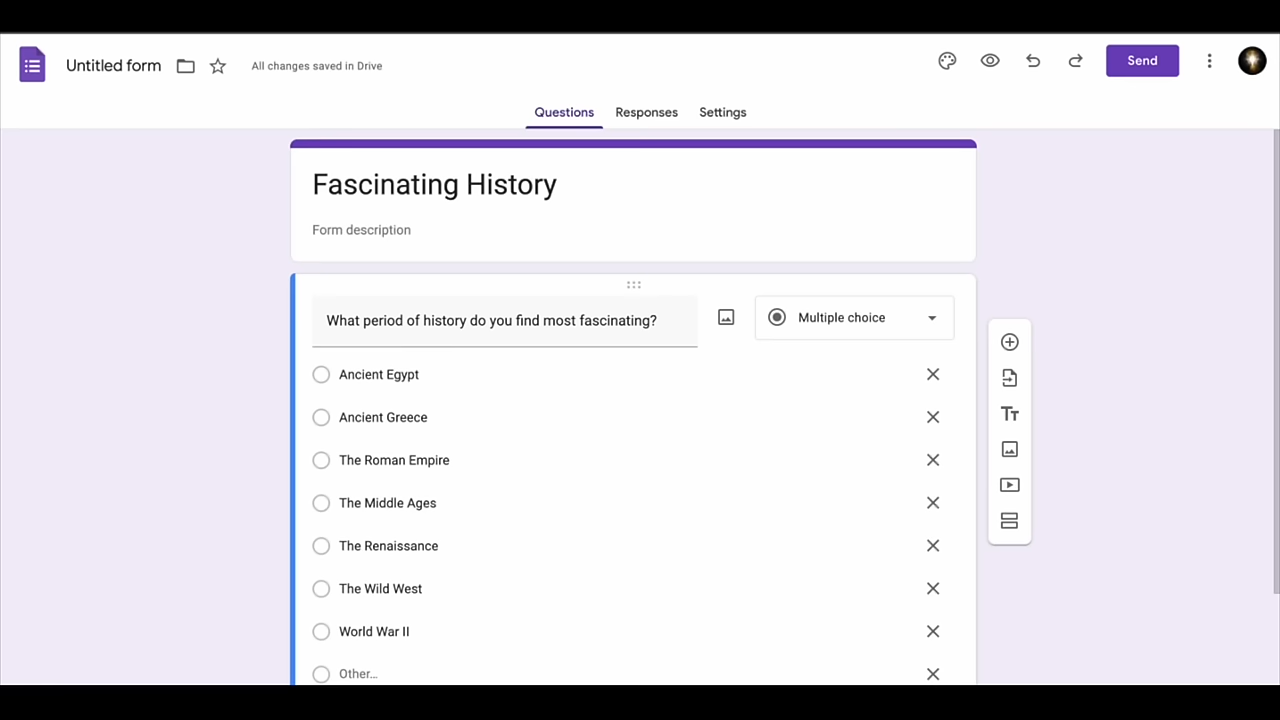 Untitled form
All changes saved in Drive
Send
Questions Responses Settings
Fascinating History
Form description
What period of history do you find most fascinating?
Multiple choice
Ancient Egypt
Ancient Greece
The Roman Empire
The Middle Ages
The Renaissance
The Wild West
World War II
Other...
Tт